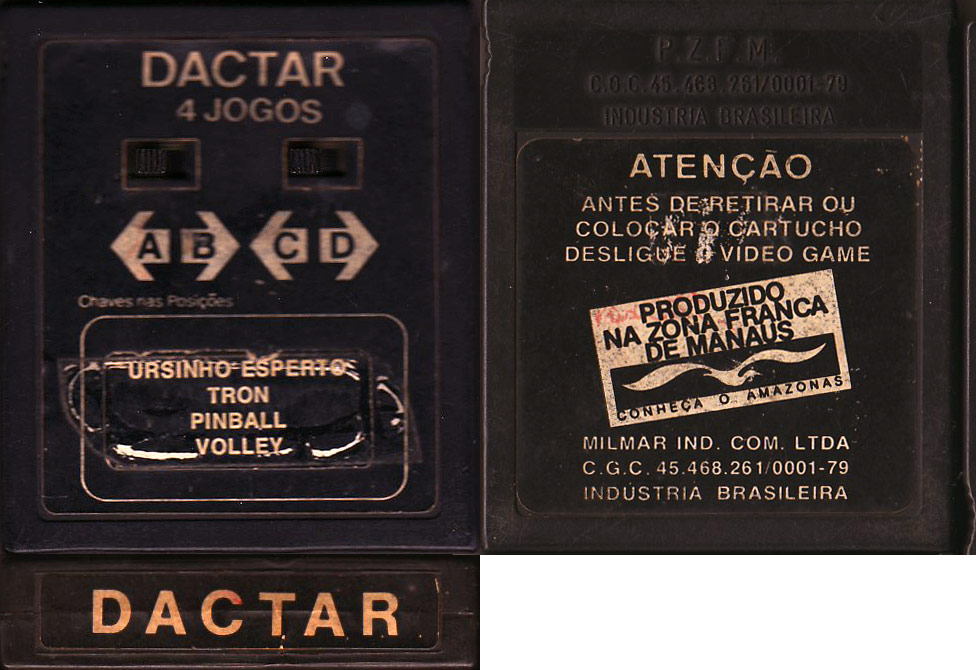 DACTAR
4 JOGOS
A B C D
Chaves nas Posições
URSINHO ESPERTO
TRON
PINBALL
VOLLEY
DACTAR
P.Z.F.M.
C.G.C. 45.468.261/0001-79
INDUSTRIA BRASILEIRA
ATENÇÃO
ANTES DE RETIRAR OU
COLOCAR O CARTUCHO
DESLIGUE O VIDEO GAME
PRODUZIDO
NA ZONA FRANCA
DE MANAUS
CONHEÇA O AMAZONAS
MILMAR IND. COM. LTDA
C.G.C. 45.468.261/0001-79
INDÚSTRIA BRASILEIRA